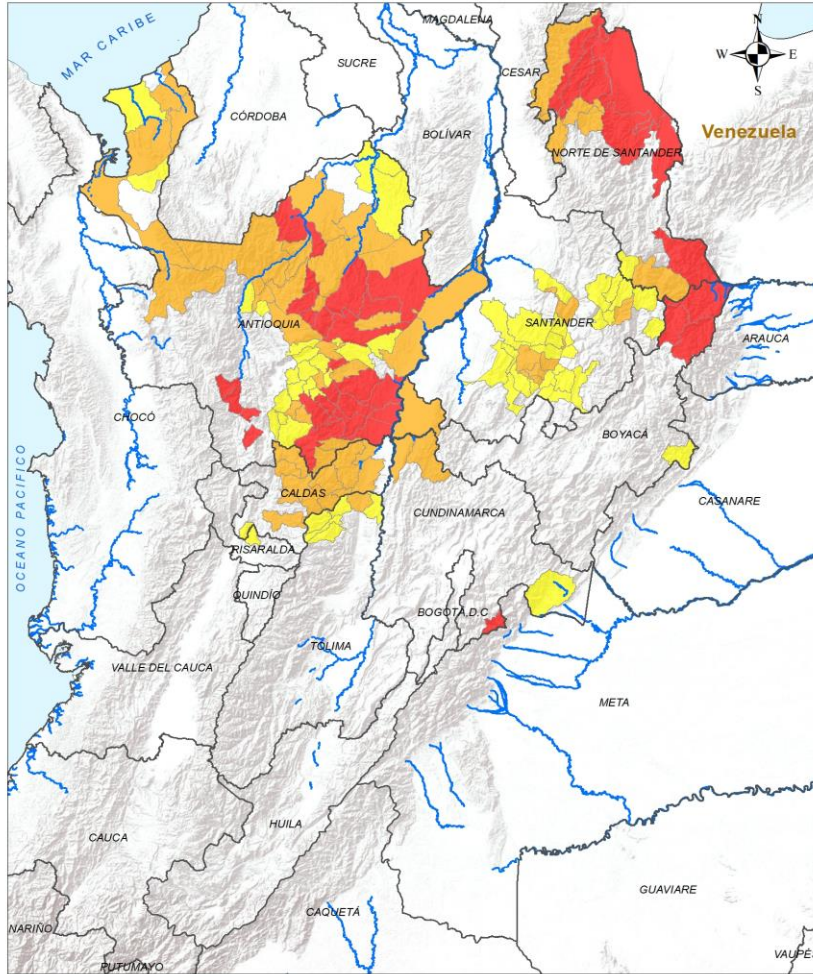 MAGDALENA
N
W E
S
MAR CARIBE
SUCRE
CESAR
CÓRDOBA
BOLÍVAR
Venezuela
NORTE DE SANTANDER
ANTIOQUIA
SANTANDER
ARAUCA
CHOCÓ
BOYACÁ
CALDAS
CUNDINAMARCA
CASANARE
OCEANO PACIFICO
RISARALDA
QUINDÍO
BOGOTÁ D.C
TOLIMA
VALLE DEL CAUCA
META
HUILA
CAUCA
GUAVIARE
CAQUETÁ
NARIÑO
PUTUMAYO
VAUPÉS